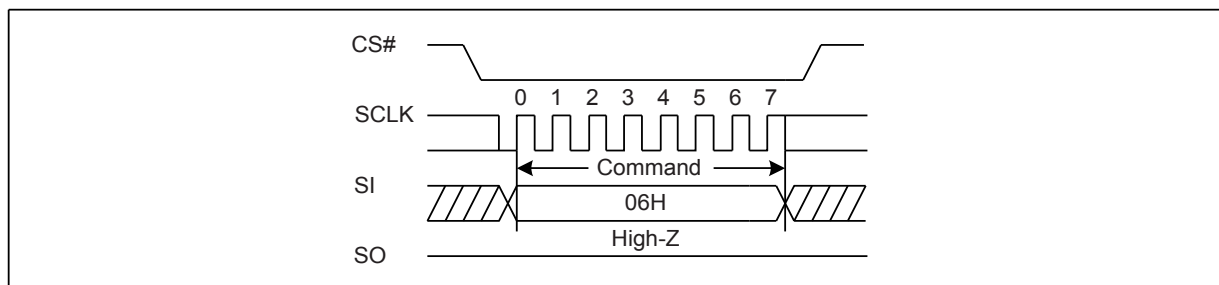 CS#
0 1 2 3 4 5 6 7
SCLK
Command
SI
06H
High-Z
SO